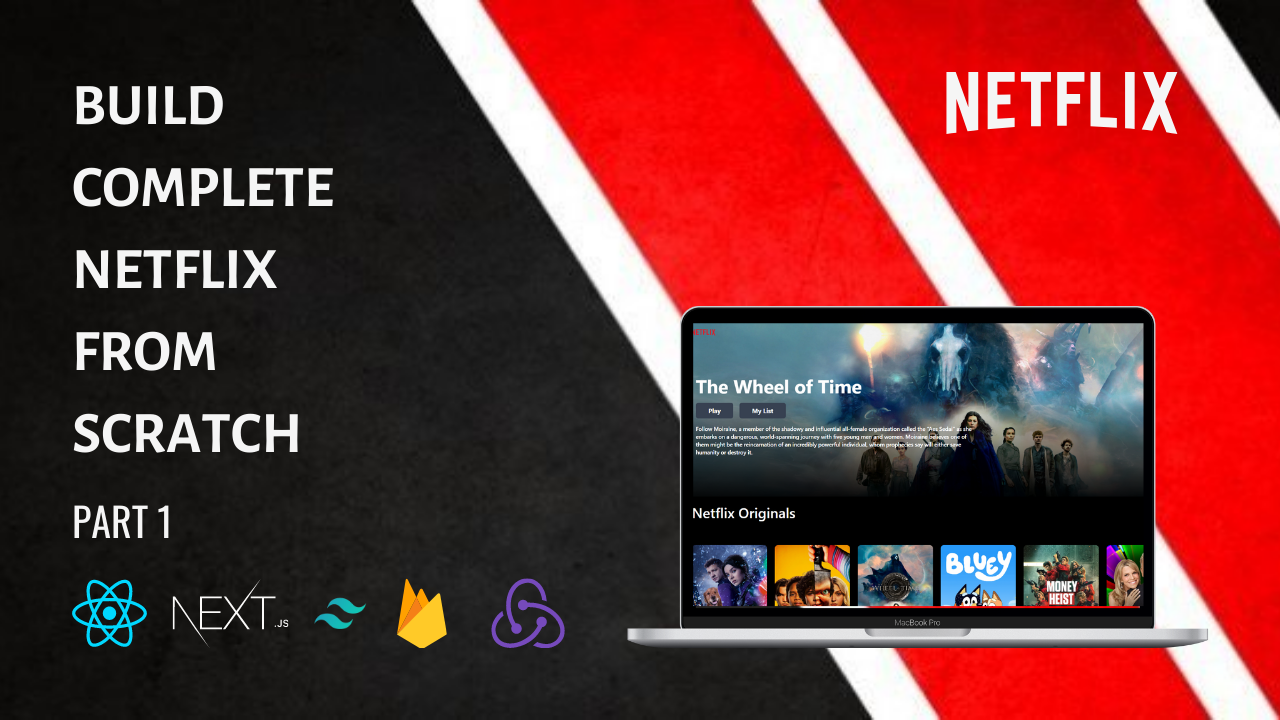 BUILD
COMPLETE
NETFLIX
FROM
SCRATCH
PART 1
NEXT.JS
NETFLIX
NETFLIX
The Wheel of Time
Play
My List
Follow Moiraine, a member of the shadowy and influential all-female organization called the "Aes Sedai" as she
embarks on a dangerous, world-spanning journey with five young men and women. Moiraine believes one of
them might be the reincarnation of an incredibly powerful individual, whom prophecies say will either save
humanity or destroy it.
Netflix Originals
WHEEL OF TIME
BLUEY
MONEY
HEIST
MacBook Pro